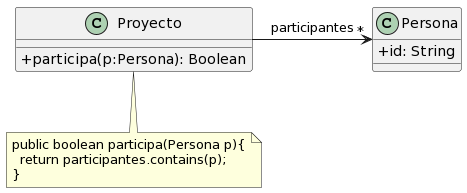 C Proyecto
+participa(p:Persona): Boolean
participantes *
C Persona
+id: String
public boolean participa(Persona p){
return participantes.contains(p);
}